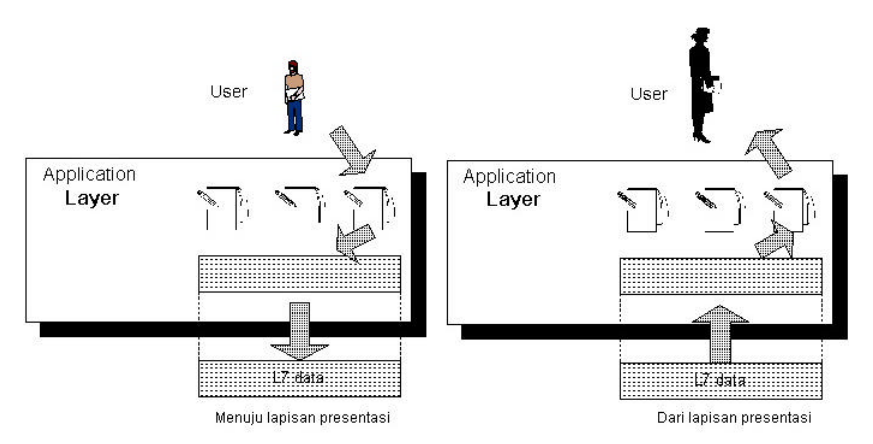 User
Application
Layer
L7 data
Menuju lapisan presentasi
User
Application
Layer
L7 data
Dari lapisan presentasi